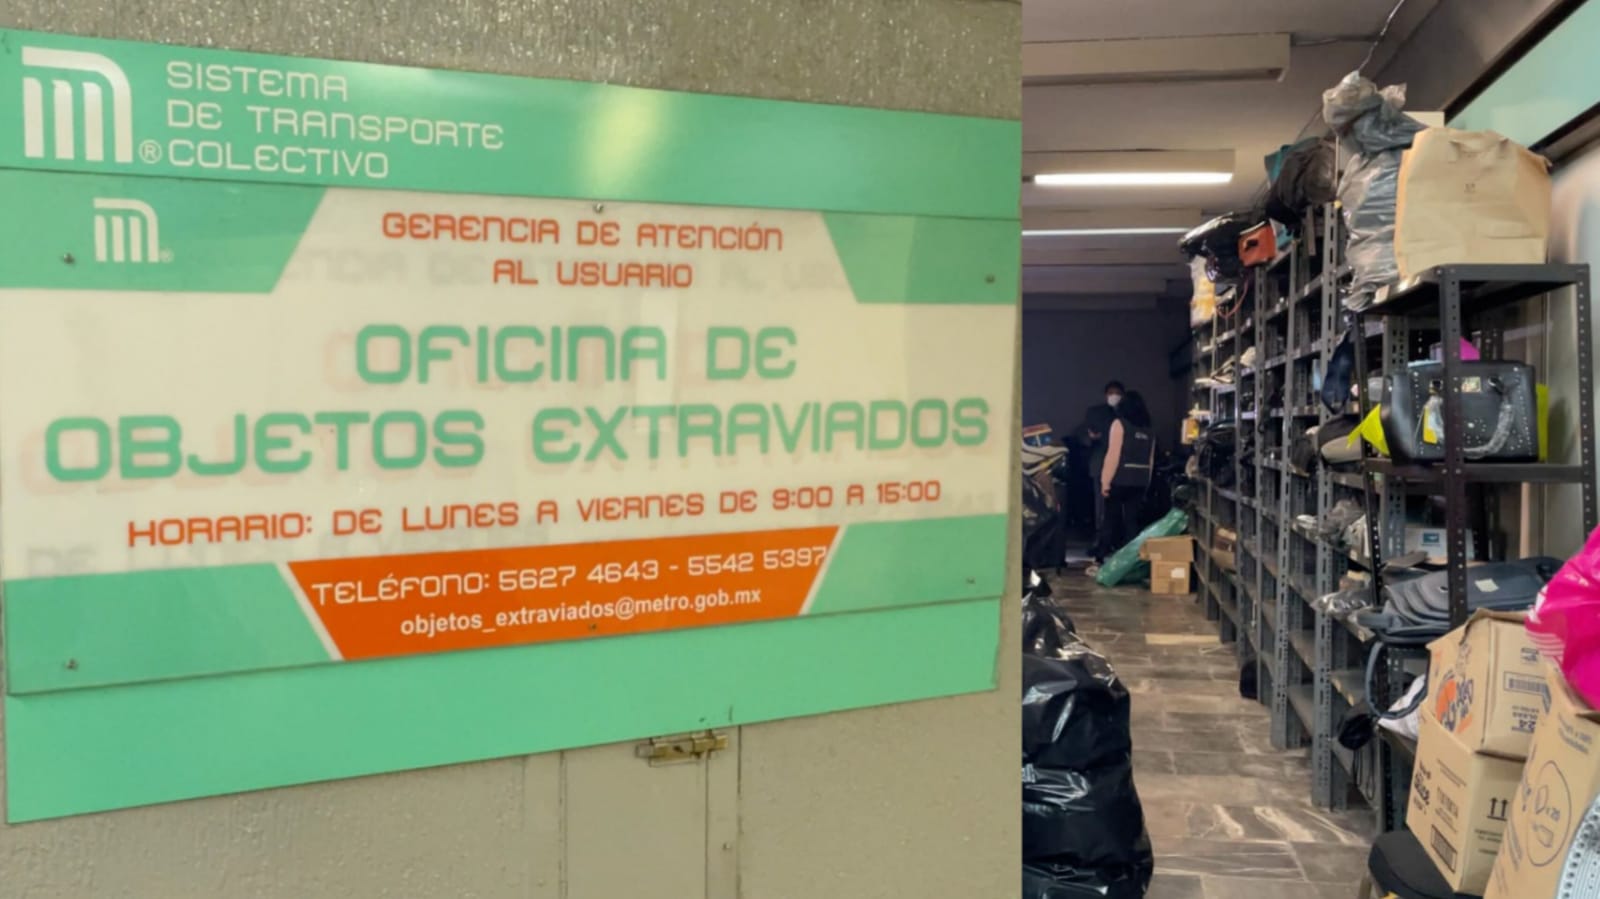 SISTEMA
DE TRANSPORTE
COLECTIVO
GERENCIA DE ATENCIÓN
AL USUARIO
OFICINA DE
OBJETOS EXTRAVIADOS
HORARIO: DE LUNES A VIERNES DE 9:00 A 15:00
TELÉFONO: 5627 4643 - 5542 5397
objetos_extraviados@metro.gob.mx